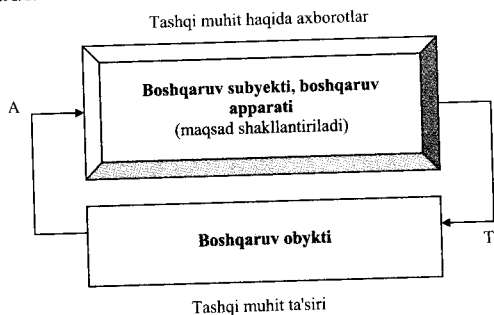 Tashqi muhit haqida axborotlar
Boshqaruv subyekti, boshqaruv
apparati
(maqsad shakllantiriladi)
A
Boshqaruv obykti
T
Tashqi muhit ta'siri